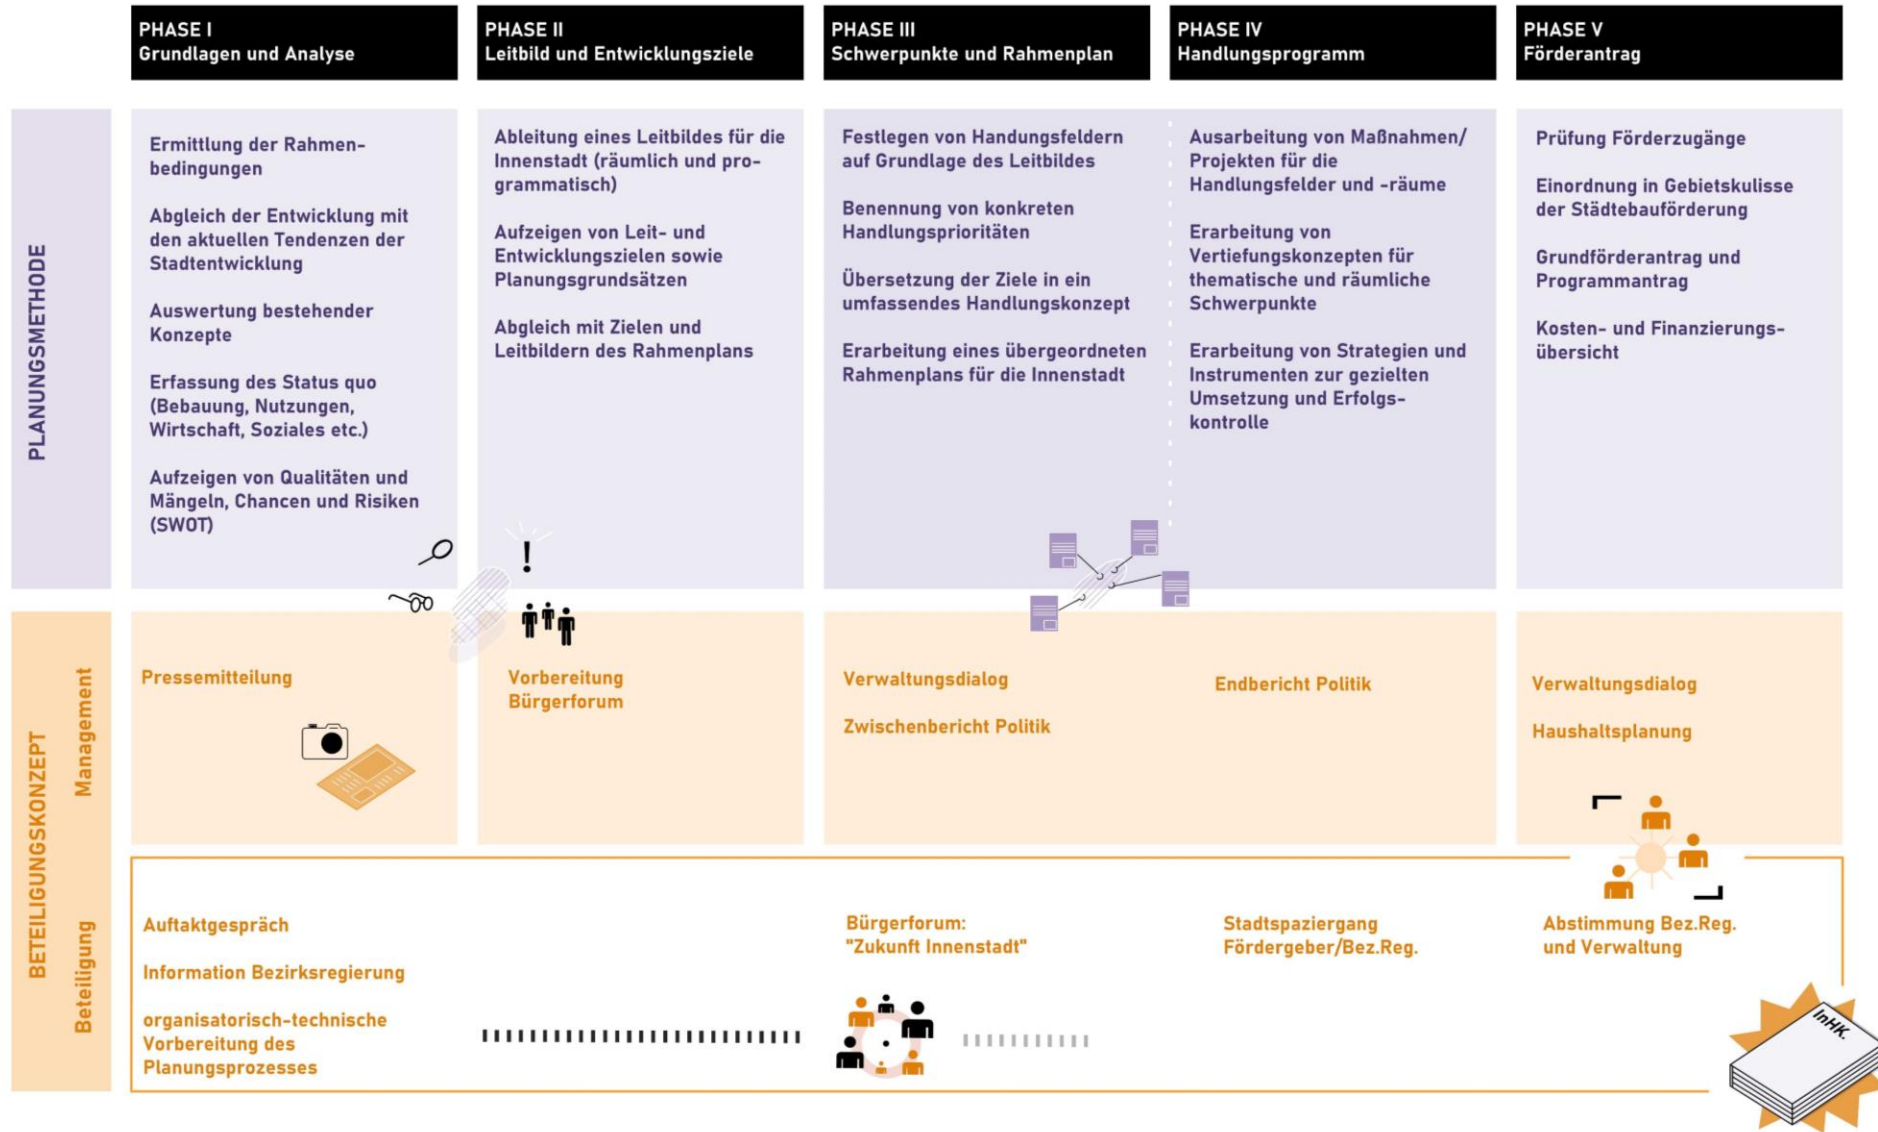 PHASE I
Grundlagen und Analyse
PHASE II
Leitbild und Entwicklungsziele
PHASE III
Schwerpunkte und Rahmenplan
PHASE IV
Handlungsprogramm
PHASE V
Förderantrag
PLANUNGSMETHODE
Ermittlung der Rahmen-
bedingungen
Abgleich der Entwicklung mit
den aktuellen Tendenzen der
Stadtentwicklung
Auswertung bestehender
Konzepte
Erfassung des Status quo
(Bebauung, Nutzungen,
Wirtschaft, Soziales etc.)
Aufzeigen von Qualitäten und
Mängeln, Chancen und Risiken
(SWOT)
Ableitung eines Leitbildes für die
Innenstadt (räumlich und pro-
grammatisch)
Aufzeigen von Leit- und
Entwicklungszielen sowie
Planungsgrundsätzen
Abgleich mit Zielen und
Leitbildern des Rahmenplans
Festlegen von Handungsfeldern
auf Grundlage des Leitbildes
Benennung von konkreten
Handlungsprioritäten
Übersetzung der Ziele in ein
umfassendes Handlungskonzept
Erarbeitung eines übergeordneten
Rahmenplans für die Innenstadt
Ausarbeitung von Maßnahmen/
Projekten für die
Handlungsfelder und -räume
Erarbeitung von
Vertiefungskonzepten für
thematische und räumliche
Schwerpunkte
Erarbeitung von Strategien und
Instrumenten zur gezielten
Umsetzung und Erfolgs-
kontrolle
Prüfung Förderzugänge
Einordnung in Gebietskulisse
der Städtebauförderung
Grundförderantrag und
Programmantrag
Kosten- und Finanzierungs-
übersicht
BETEILIGUNGSKONZEPT
Management
Pressemitteilung
Vorbereitung
Bürgerforum
Verwaltungsdialog
Zwischenbericht Politik
Endbericht Politik
Verwaltungsdialog
Haushaltsplanung
Beteiligung
Auftaktgespräch
Information Bezirksregierung
organisatorisch-technische
Vorbereitung des
Planungsprozesses
Bürgerforum:
"Zukunft Innenstadt"
Stadtspaziergang
Fördergeber/Bez.Reg.
Abstimmung Bez.Reg.
und Verwaltung
InHK.